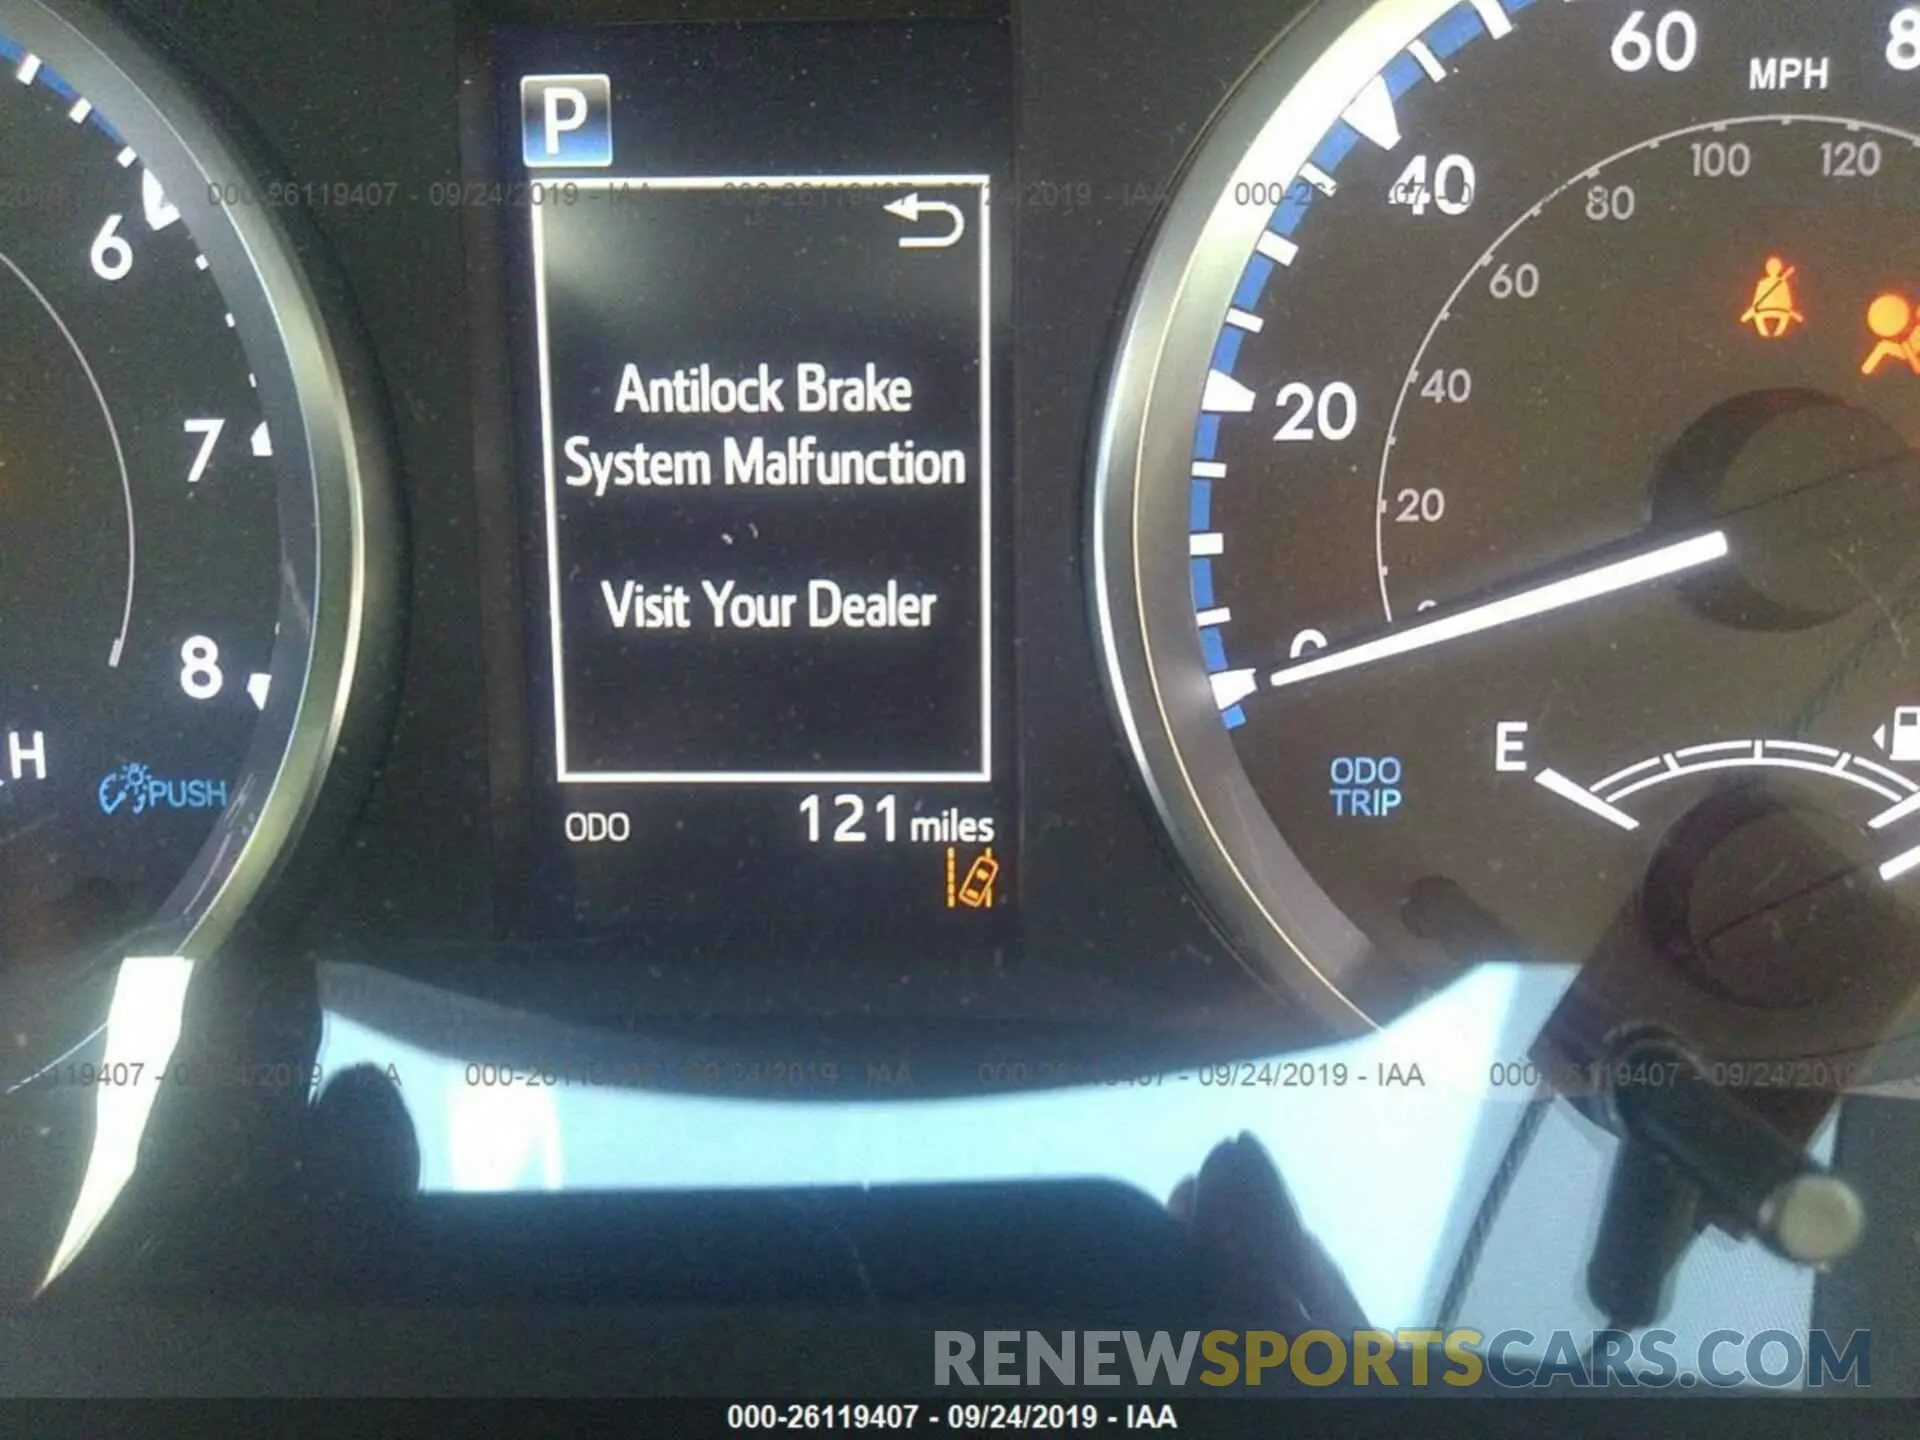 60
8
MPH
P
100
120
000-26119407 - 09/24/2019 - IAA
40
80
6
60
Antilock Brake
40
20
7
System Malfunction
20
Visit Your Dealer
0
8
H
E
PUSH
ODO
TRIP
ODO 121 miles
000-26119407 - 09/24/2019 - IAA
RENEWSPORTSCARS.COM
000-26119407 - 09/24/2019 - IAA